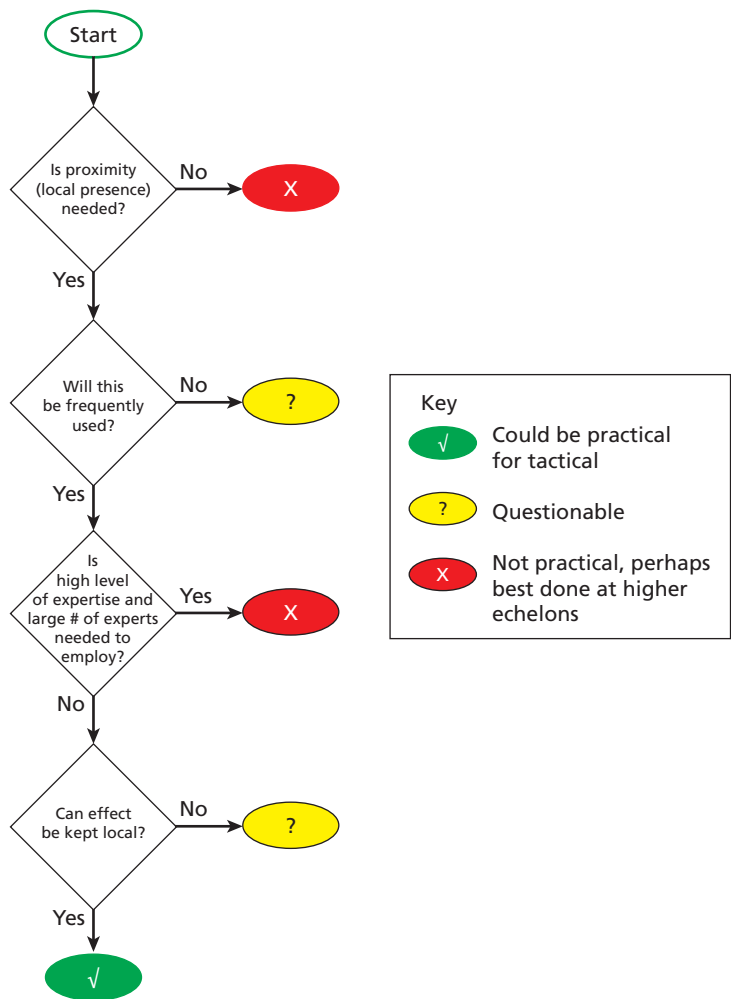 Start
Is proximity
(local presence)
needed?
No
X
Yes
Will this
be frequently
used?
No
?
Yes
Is
high level
of expertise and
large # of experts
needed to
employ?
Yes
X
No
Can effect
be kept local?
No
?
Yes
√
Key
√
Could be practical
for tactical
?
Questionable
X
Not practical, perhaps
best done at higher
echelons